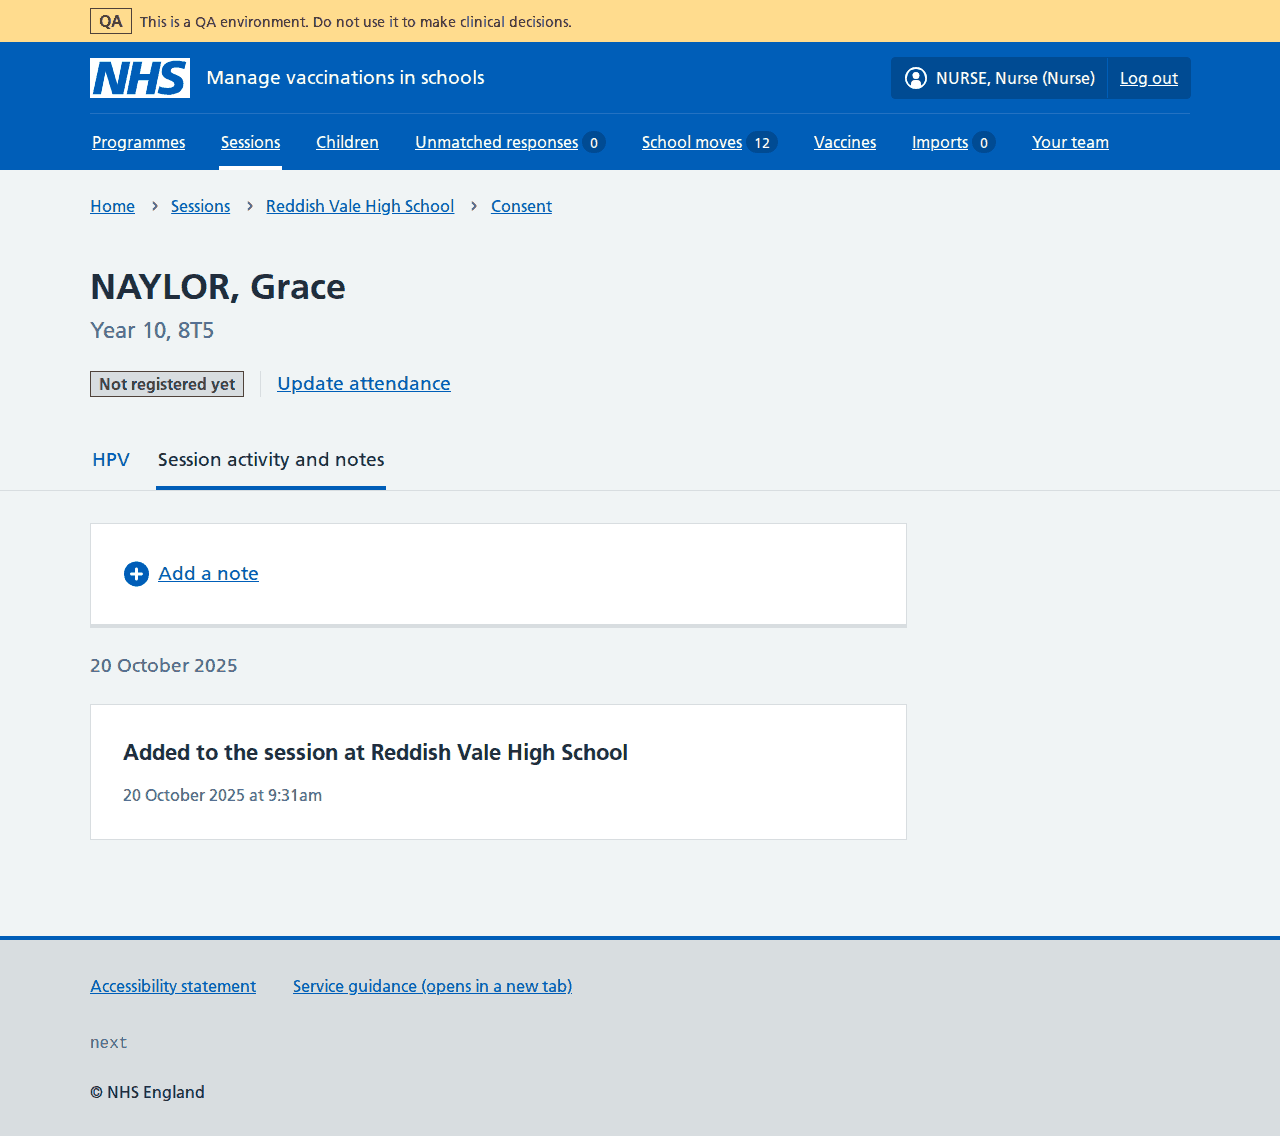 QA This is a QA environment. Do not use it to make clinical decisions.
NHS Manage vaccinations in schools NURSE, Nurse (Nurse) Log out
Programmes Sessions Children Unmatched responses 0 School moves 12 Vaccines Imports 0 Your team
Home Sessions Reddish Vale High School Consent
NAYLOR, Grace
Year 10, 8T5
Not registered yet Update attendance
HPV Session activity and notes
Add a note
20 October 2025
Added to the session at Reddish Vale High School
20 October 2025 at 9:31am
Accessibility statement Service guidance (opens in a new tab)
next
© NHS England